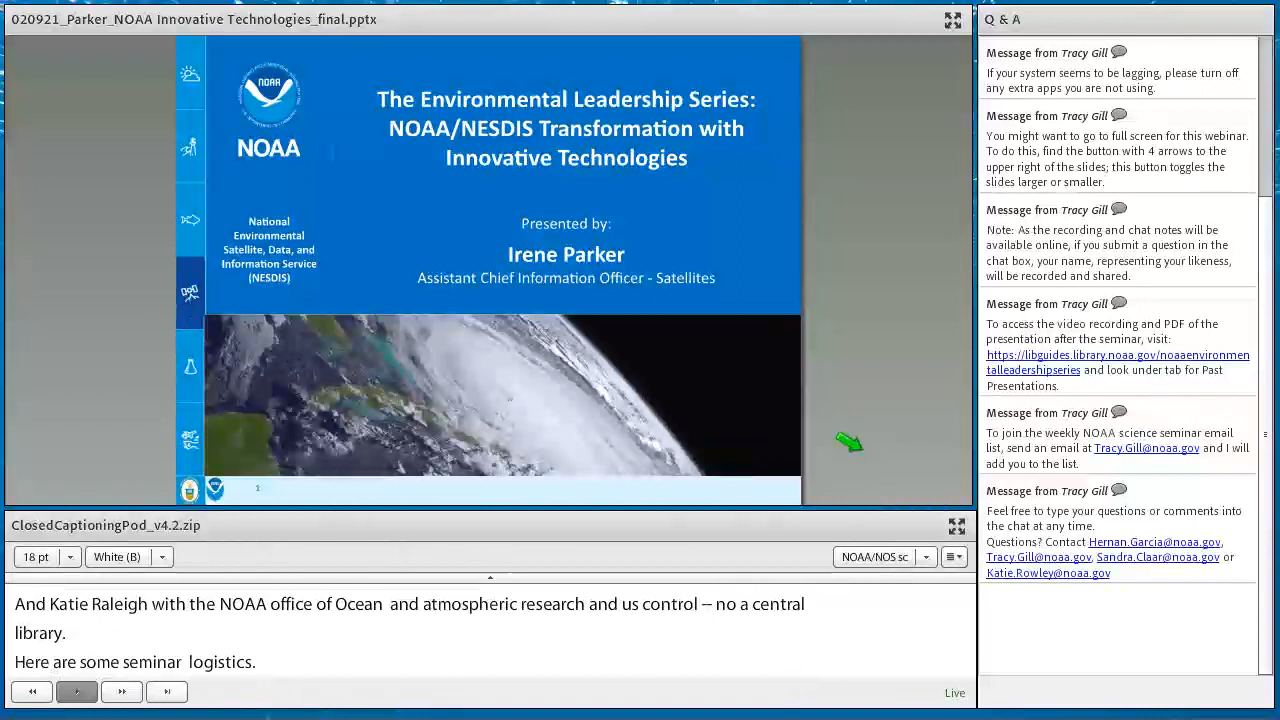 020921_Parker_NOAA Innovative Technologies_final.pptx
NOAA
NOAA
National
Environmental
Satellite, Data, and
Information Service
(NESDIS)
The Environmental Leadership Series:
NOAA/NESDIS Transformation with
Innovative Technologies
Presented by:
Irene Parker
Assistant Chief Information Officer - Satellites
1
ClosedCaptioningPod_v4.2.zip
18 pt
White (B)
NOAA/NOS sc
And Katie Raleigh with the NOAA office of Ocean and atmospheric research and us control -- no a central
library.
Here are some seminar logistics.
Live
Q & A
Message from Tracy Gill
If your system seems to be lagging, please turn off
any extra apps you are not using.
Message from Tracy Gill
You might want to go to full screen for this webinar.
To do this, find the button with 4 arrows to the
upper right of the slides; this button toggles the
slides larger or smaller.
Message from Tracy Gill
Note: As the recording and chat notes will be
available online, if you submit a question in the
chat box, your name, representing your likeness,
will be recorded and shared.
Message from Tracy Gill
To access the video recording and PDF of the
presentation after the seminar, visit:
https://libguides.library.noaa.gov/noaaenvironmen
talleadershipseries and look under tab for Past
Presentations.
Message from Tracy Gill
To join the weekly NOAA science seminar email
list, send an email at Tracy.Gill@noaa.gov and I will
add you to the list.
Message from Tracy Gill
Feel free to type your questions or comments into
the chat at any time.
Questions? Contact Hernan.Garcia@noaa.gov,
Tracy.Gill@noaa.gov, Sandra.Claar@noaa.gov or
Katie.Rowley@noaa.gov